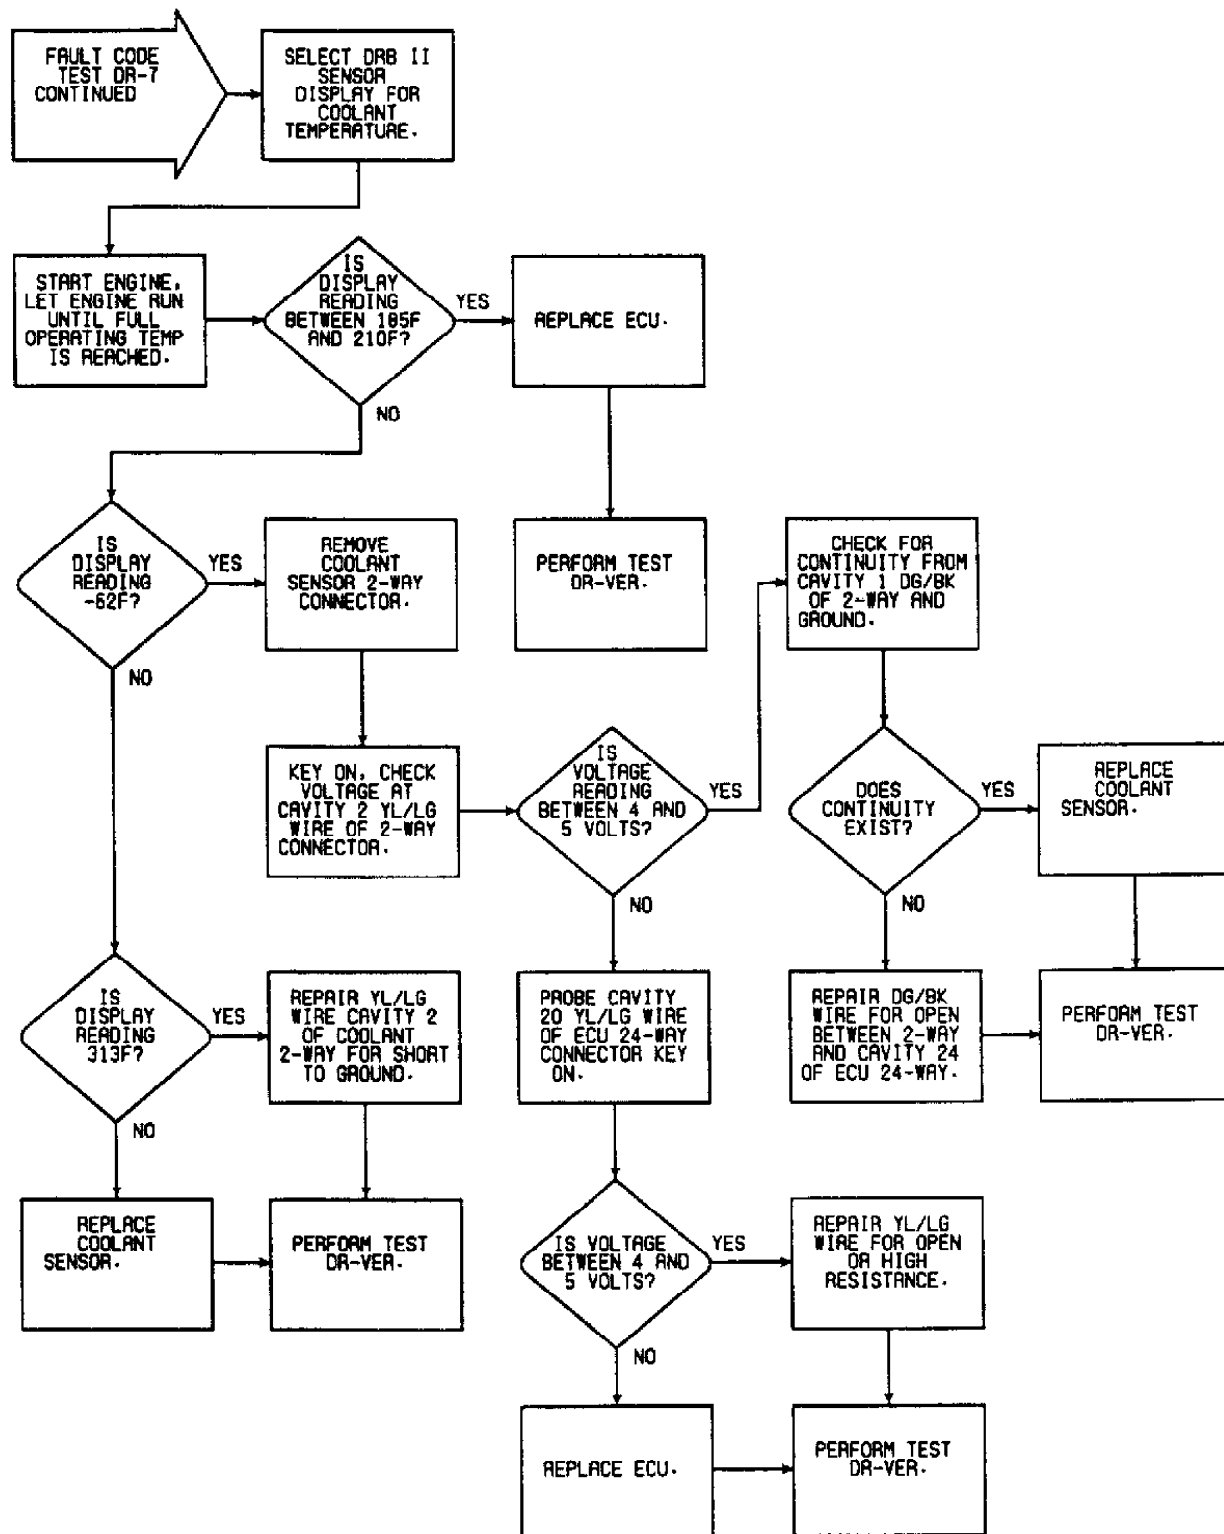 FAULT CODE
TEST DR-7
CONTINUED
SELECT DRB II
SENSOR
DISPLAY FOR
COOLANT
TEMPERATURE.
START ENGINE,
LET ENGINE RUN
UNTIL FULL
OPERATING TEMP
IS REACHED.
IS
DISPLAY
READING
BETWEEN 185F
AND 210F?
YES
REPLACE ECU.
NO
IS
DISPLAY
READING
-62F?
YES
REMOVE
COOLANT
SENSOR 2-WAY
CONNECTOR.
PERFORM TEST
DR-VER.
CHECK FOR
CONTINUITY FROM
CAVITY 1 DG/BK
OF 2-WAY AND
GROUND.
NO
KEY ON, CHECK
VOLTAGE AT
CAVITY 2 YL/LG
WIRE OF 2-WAY
CONNECTOR.
IS
VOLTAGE
READING
BETWEEN 4 AND
5 VOLTS?
YES
DOES
CONTINUITY
EXIST?
YES
REPLACE
COOLANT
SENSOR.
NO
NO
IS
DISPLAY
READING
313F?
YES
REPAIR YL/LG
WIRE CAVITY 2
OF COOLANT
2-WAY FOR SHORT
TO GROUND.
PROBE CAVITY
20 YL/LG WIRE
OF ECU 24-WAY
CONNECTOR KEY
ON.
REPAIR DG/BK
WIRE FOR OPEN
BETWEEN 2-WAY
AND CAVITY 24
OF ECU 24-WAY.
PERFORM TEST
DR-VER.
NO
REPLACE
COOLANT
SENSOR.
PERFORM TEST
DR-VER.
IS VOLTAGE
BETWEEN 4 AND
5 VOLTS?
YES
REPAIR YL/LG
WIRE FOR OPEN
OR HIGH
RESISTANCE.
NO
REPLACE ECU.
PERFORM TEST
DR-VER.